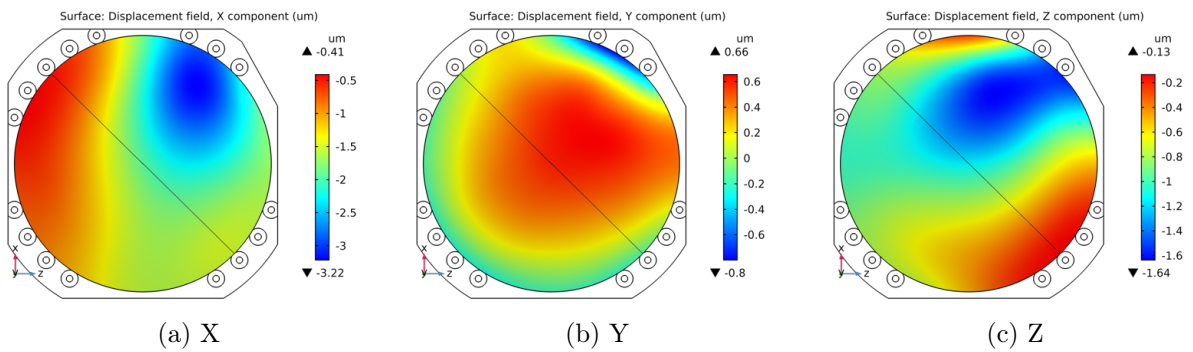 Surface: Displacement field, X component (um)
um
▲ -0.41
-0.5
-1
-1.5
-2
-2.5
-3
▼ -3.22
x
y
z
(a) X
Surface: Displacement field, Y component (um)
um
▲ 0.66
0.6
0.4
0.2
0
-0.2
-0.4
-0.6
▼ -0.8
x
y
z
(b) Y
Surface: Displacement field, Z component (um)
um
▲ -0.13
-0.2
-0.4
-0.6
-0.8
-1
-1.2
-1.4
-1.6
▼ -1.64
x
y
z
(c) Z